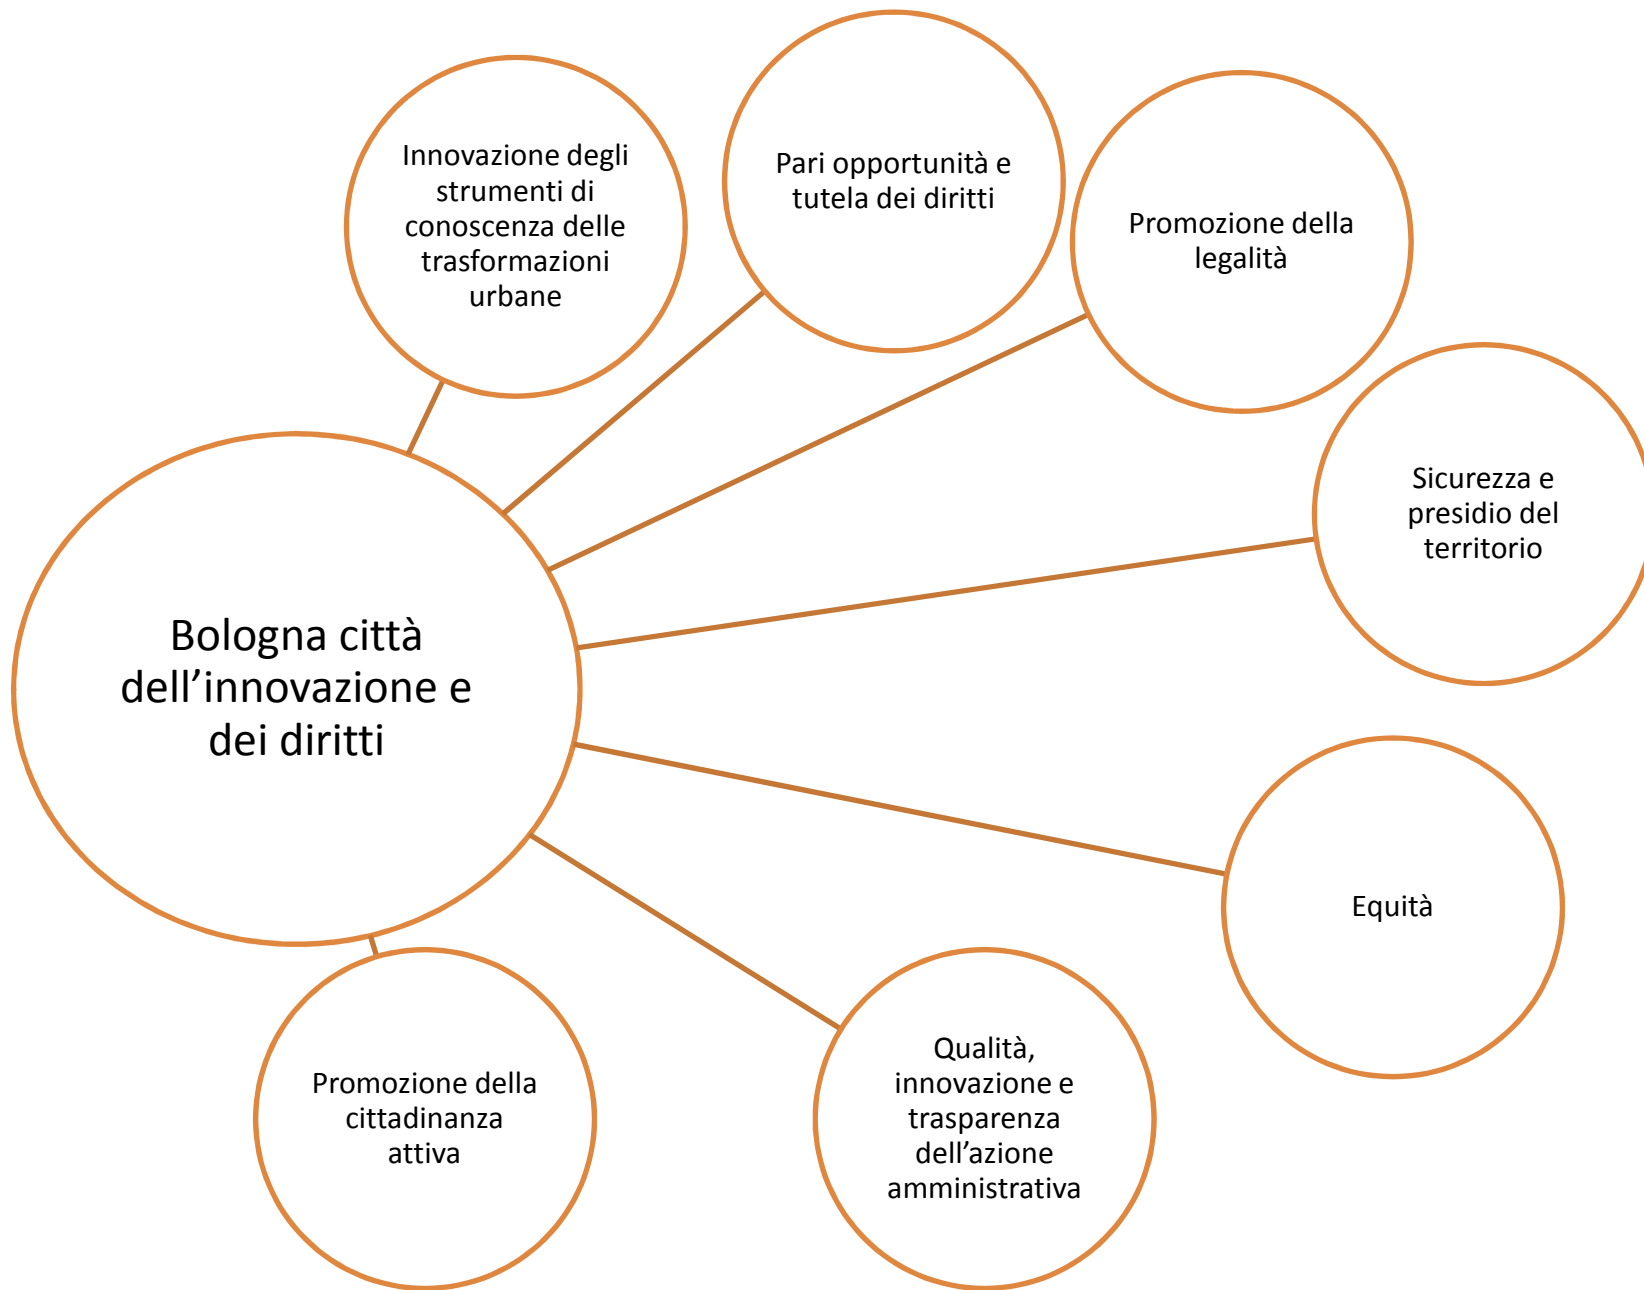 Innovazione degli
strumenti di
conoscenza delle
trasformazioni
urbane
Pari opportunità e
tutela dei diritti
Promozione della
legalità
Sicurezza e
presidio del
territorio
Bologna città
dell’innovazione e
dei diritti
Equità
Qualità,
innovazione e
trasparenza
dell’azione
amministrativa
Promozione della
cittadinanza
attiva